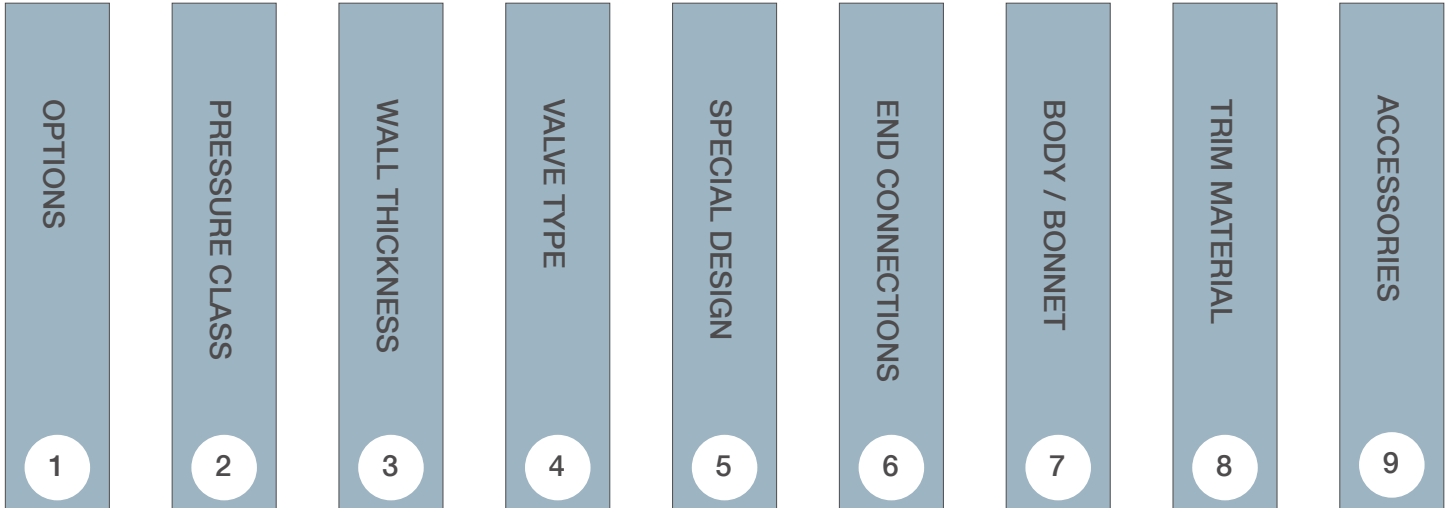 OPTIONS
1
PRESSURE CLASS
2
WALL THICKNESS
3
VALVE TYPE
4
SPECIAL DESIGN
5
END CONNECTIONS
6
BODY / BONNET
7
TRIM MATERIAL
8
ACCESSORIES
9